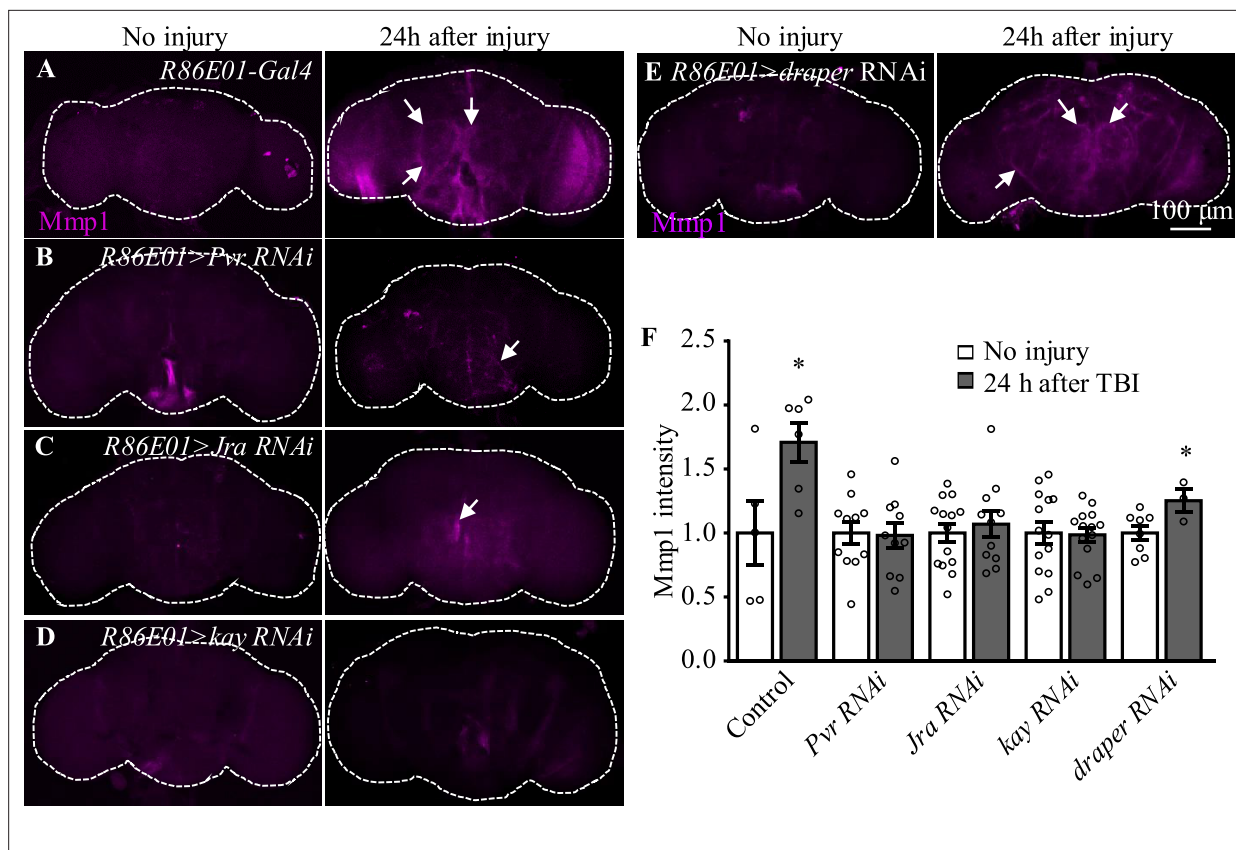 No injury
24h after injury
No injury
24h after injury
A
R86E01-Gal4
Mmp1
E
R86E01>draper RNAi
Mmp1
100 µm
B
R86E01>Pvr RNAi
C
R86E01>Jra RNAi
D
R86E01>kay RNAi
F
No injury
24 h after TBI
Mmp1 intensity
2.5
2.0
1.5
1.0
0.5
0.0
*
*
Control
Pvr RNAi
Jra RNAi
kay RNAi
draper RNAi